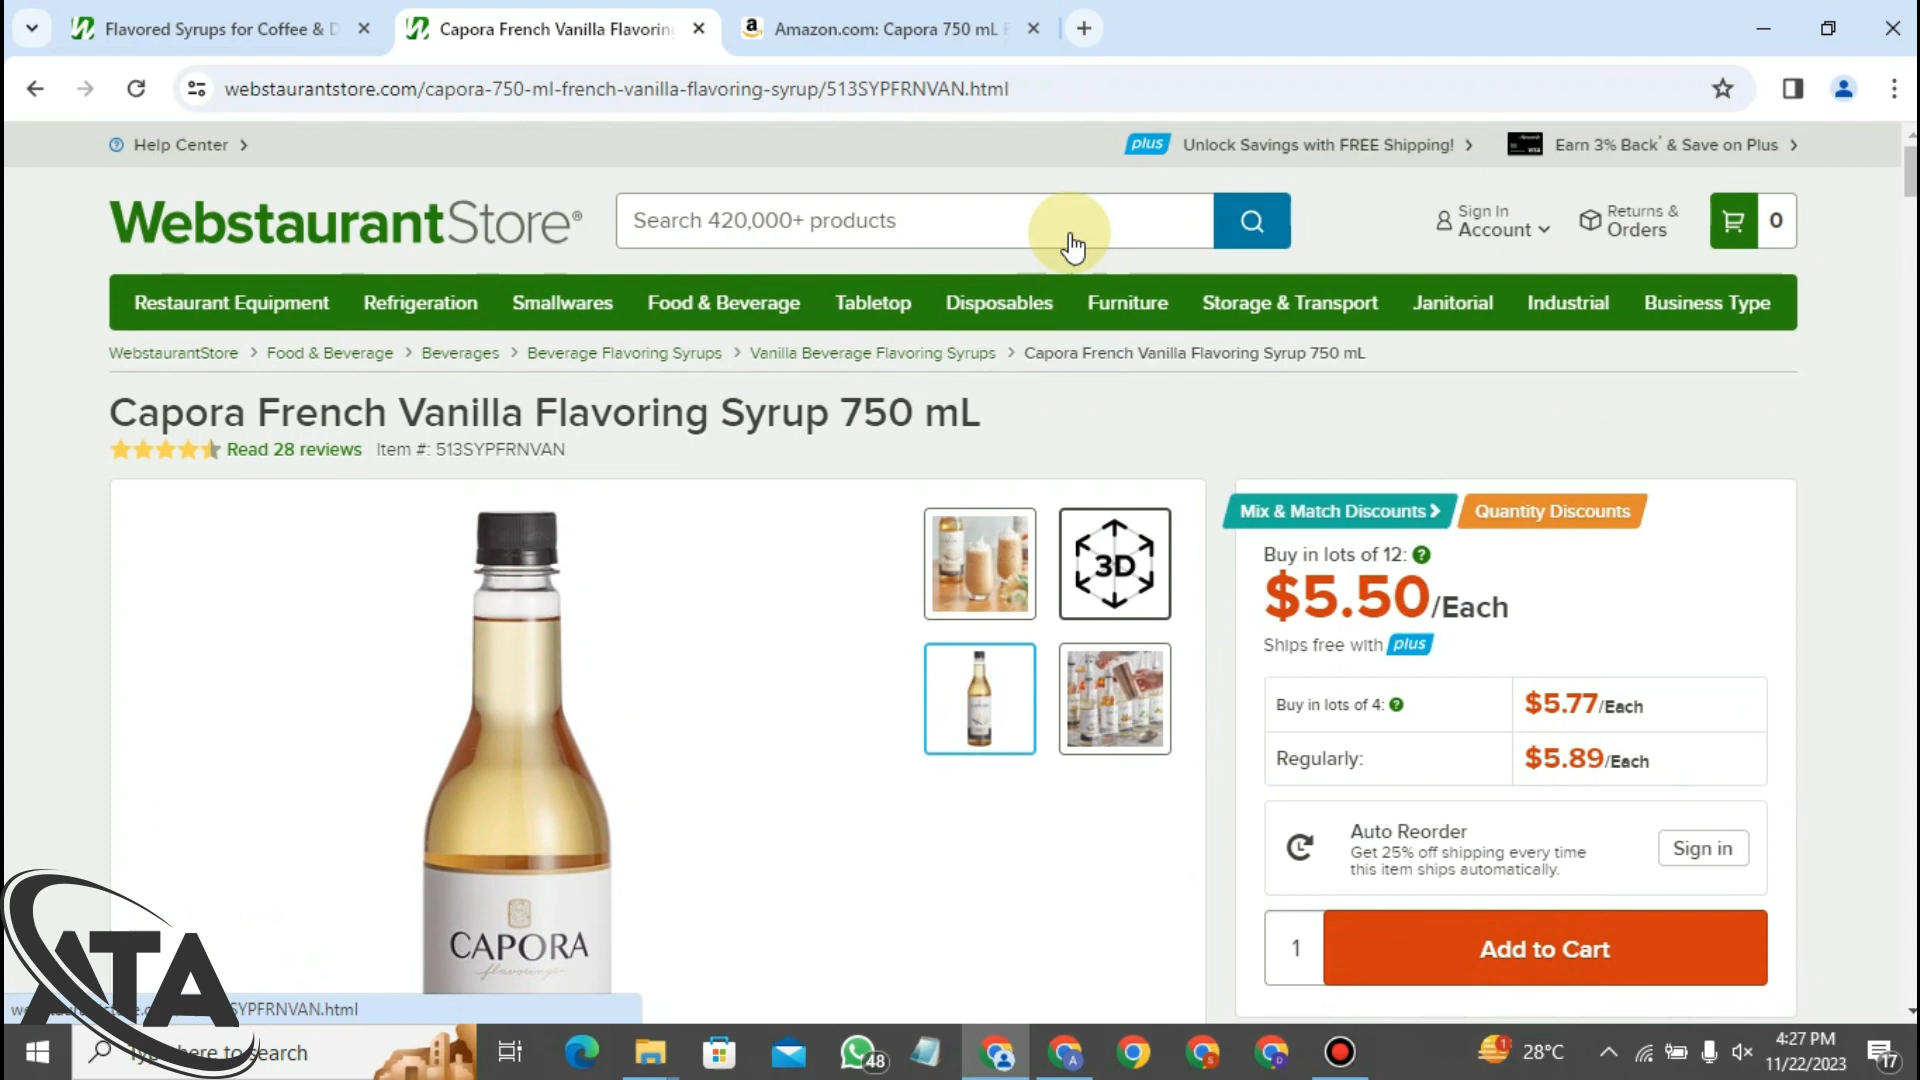 Flavored Syrups for Coffee & D
Capora French Vanilla Flavorin
Amazon.com: Capora 750 mL F
webstaurantstore.com/capora-750-ml-french-vanilla-flavoring-syrup/513SYPFRNVAN.html
Help Center
plus Unlock Savings with FREE Shipping!
Earn 3% Back* & Save on Plus
WebstaurantStore®
Search 420,000+ products
Sign In
Account
Returns &
Orders
0
Restaurant Equipment Refrigeration Smallwares Food & Beverage Tabletop Disposables Furniture Storage & Transport Janitorial Industrial Business Type
WebstaurantStore > Food & Beverage > Beverages > Beverage Flavoring Syrups > Vanilla Beverage Flavoring Syrups > Capora French Vanilla Flavoring Syrup 750 mL
Capora French Vanilla Flavoring Syrup 750 mL
Read 28 reviews Item #: 513SYPFRNVAN
3D
CAPORA
flavorings
Mix & Match Discounts
Quantity Discounts
Buy in lots of 12:
$5.50/Each
Ships free with plus
Buy in lots of 4: $5.77/Each
Regularly: $5.89/Each
Auto Reorder
Get 25% off shipping every time
this item ships automatically.
Sign in
1
Add to Cart
SYPFRNVAN.html
ATA
here to search
48
1
28°C
4:27 PM
11/22/2023
17